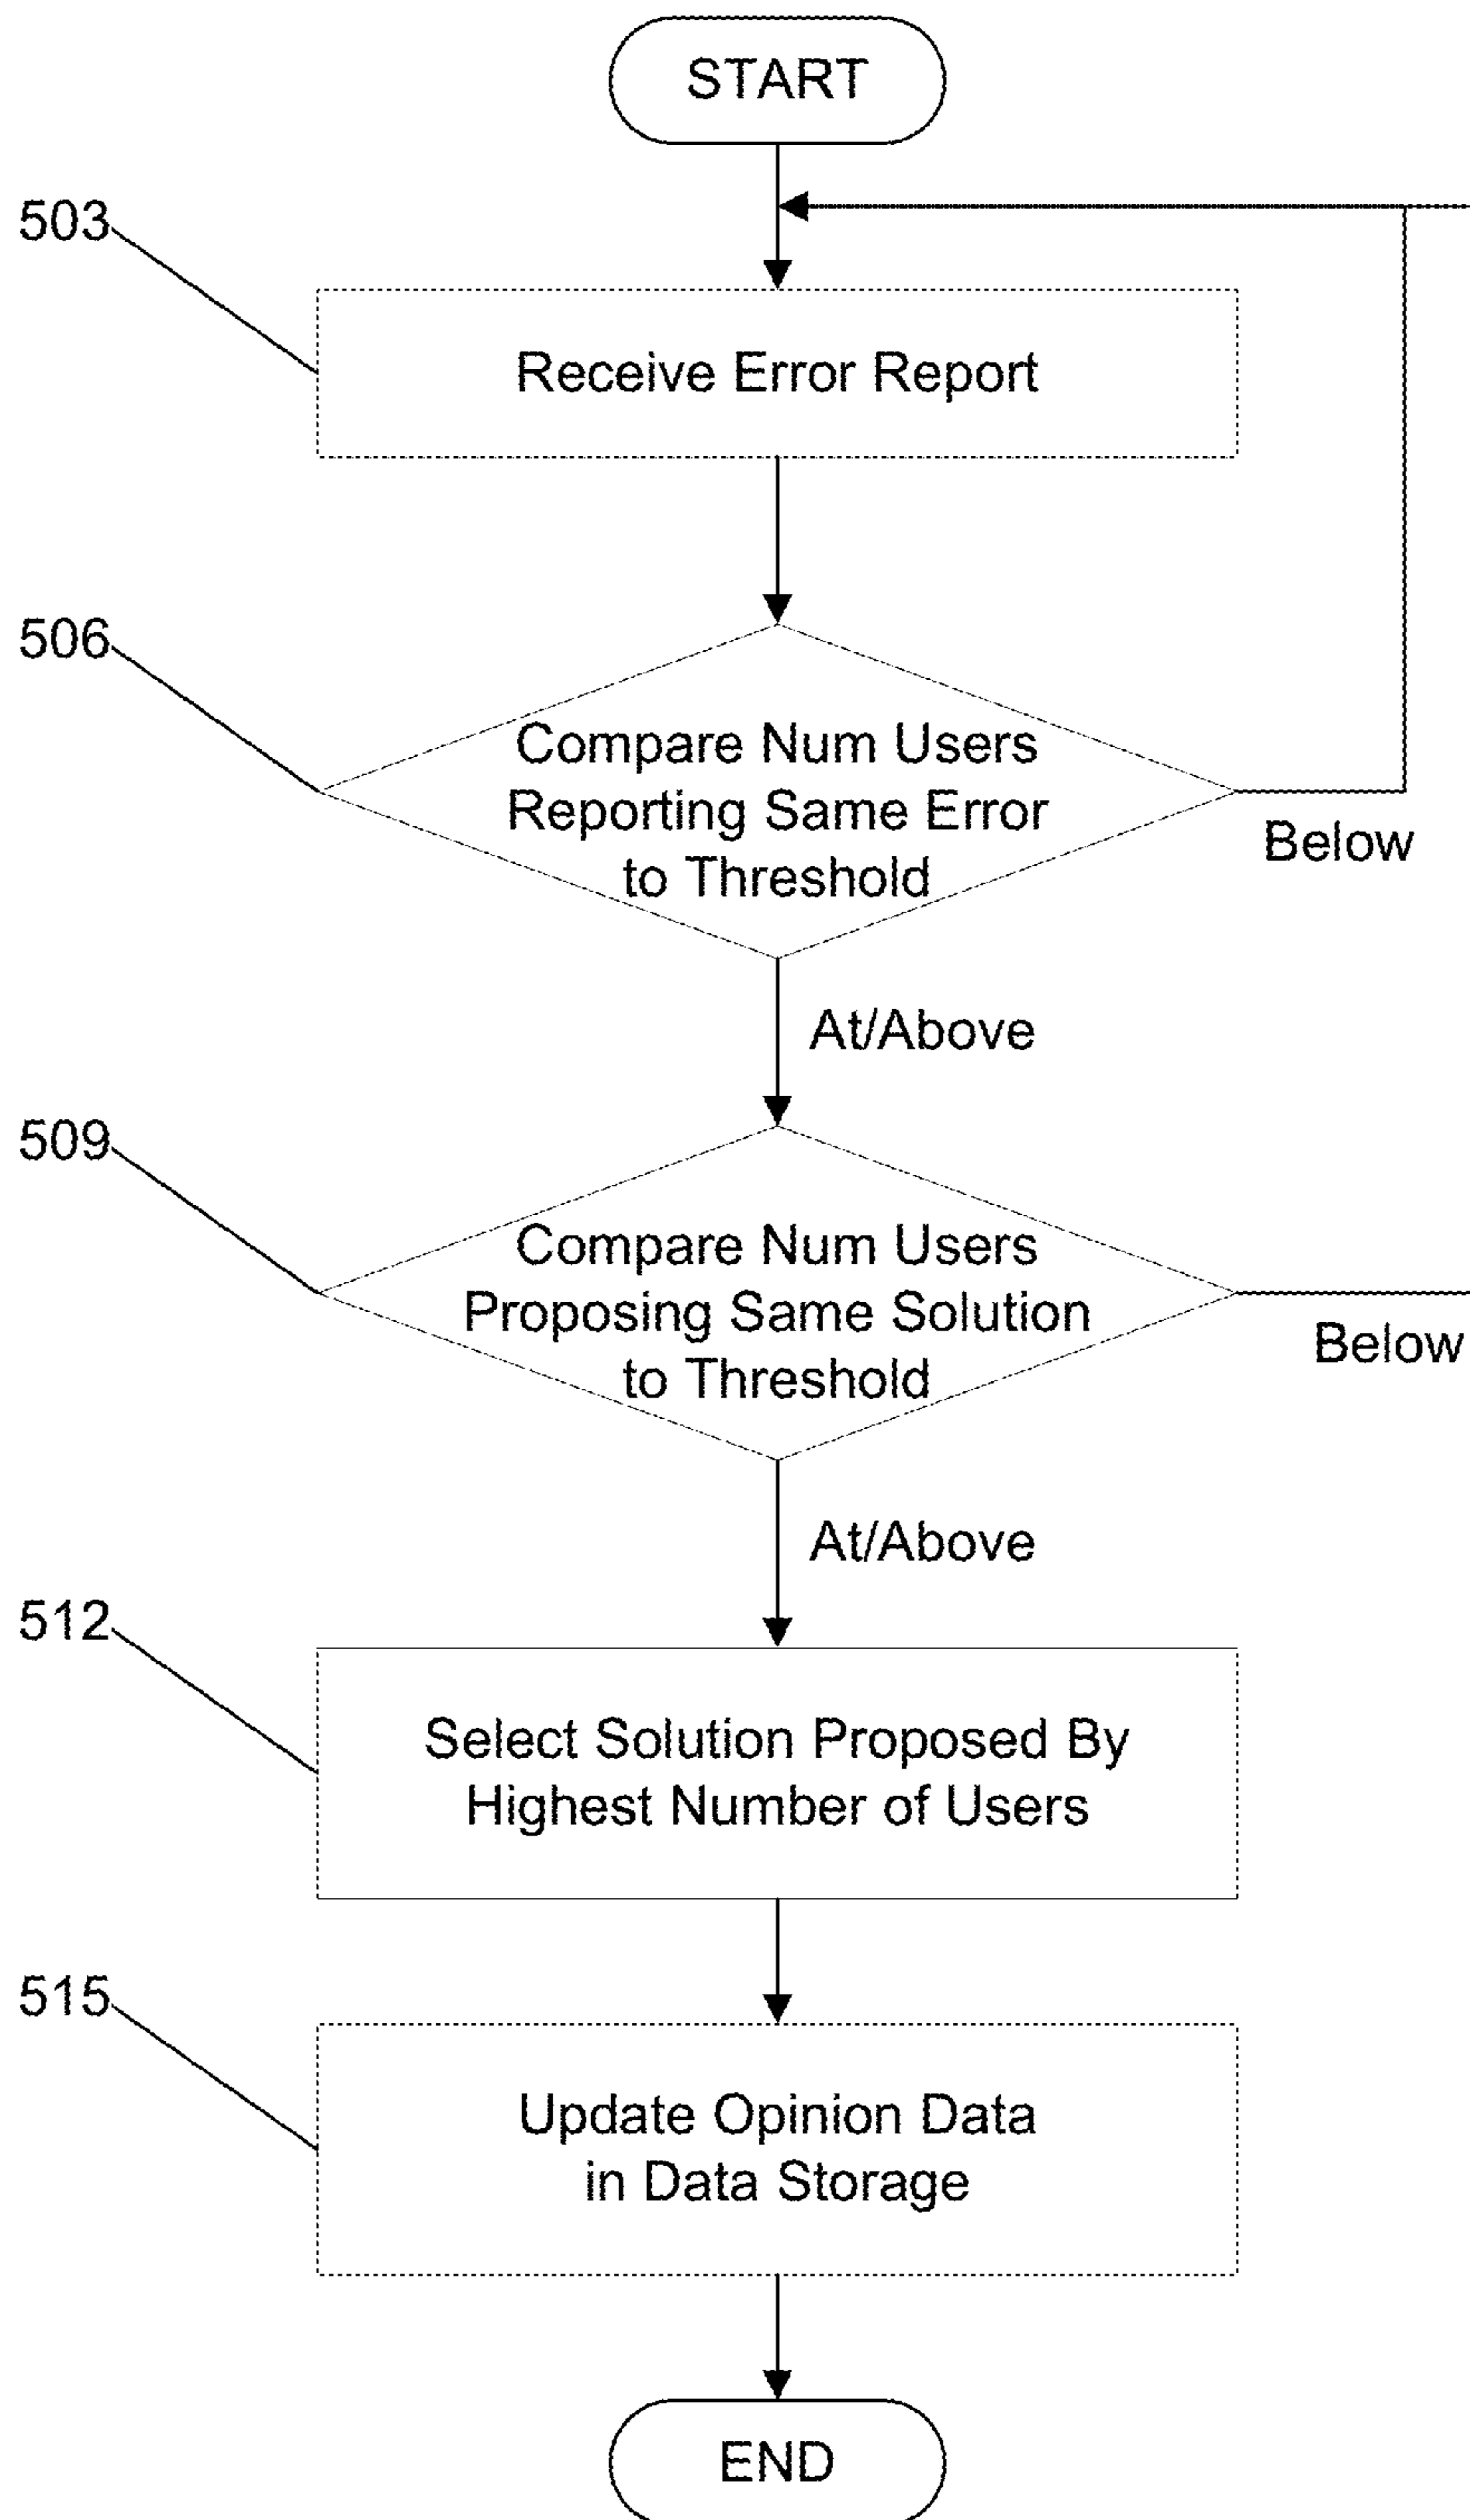 START
503
Receive Error Report
506
Compare Num Users
Reporting Same Error
to Threshold
Below
At/Above
509
Compare Num Users
Proposing Same Solution
to Threshold
Below
At/Above
512
Select Solution Proposed By
Highest Number of Users
515
Update Opinion Data
in Data Storage
END